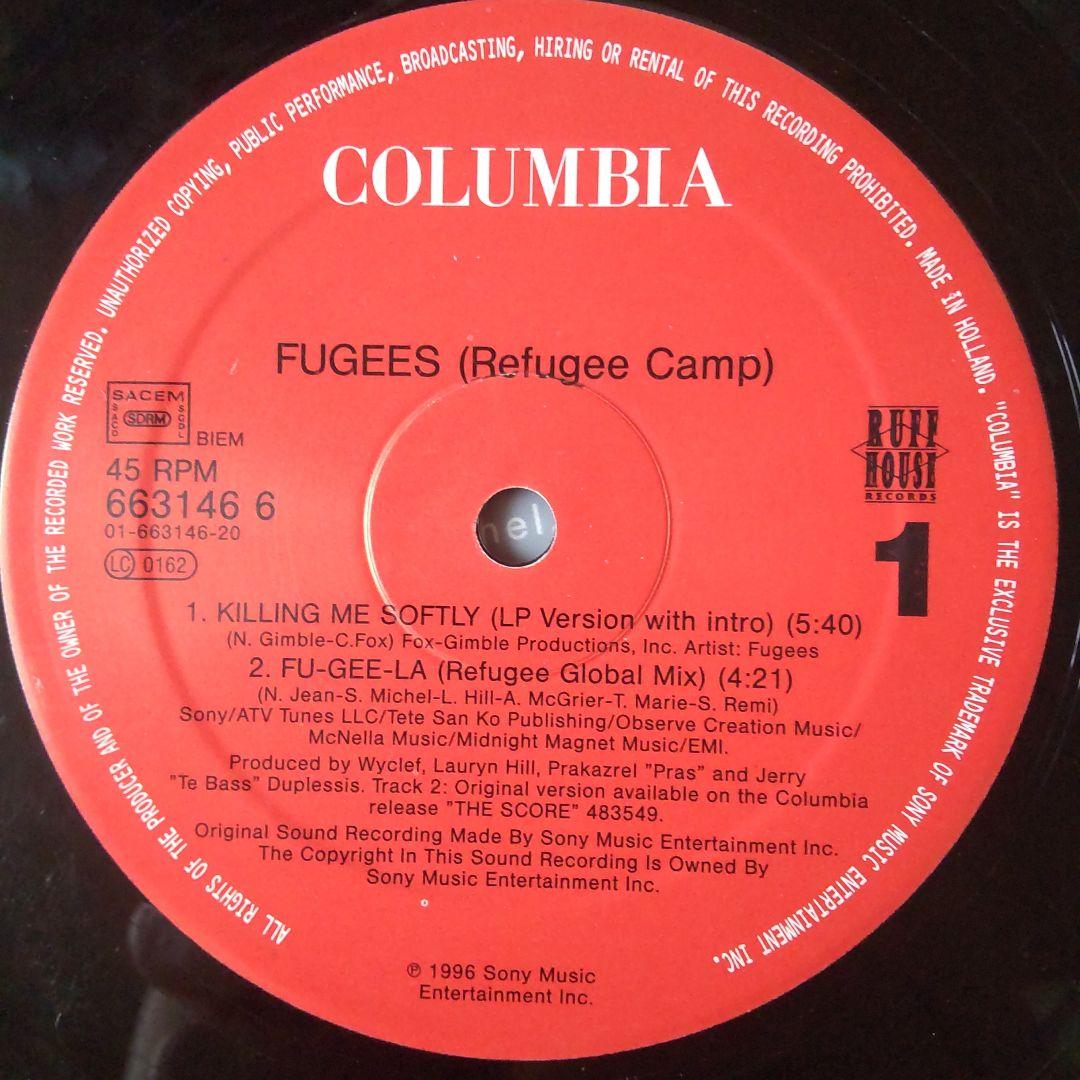 ALL RIGHTS OF THE PRODUCER AND OF THE OWNER OF THE RECORDED WORK RESERVED. UNAUTHORIZED COPYING, PUBLIC PERFORMANCE, BROADCASTING, HIRING OR RENTAL OF THIS RECORDING PROHIBITED. MADE IN HOLLAND. "COLUMBIA" IS THE EXCLUSIVE TRADEMARK OF SONY MUSIC ENTERTAINMENT INC.
COLUMBIA
FUGEES (Refugee Camp)
SACEM
SACD
SDRM
SGDL
BIEM
45 RPM
663146 6
01-663146-20
LC 0162
RUFF
HOUSE
RECORDS
1
nel
1. KILLING ME SOFTLY (LP Version with intro) (5:40)
(N. Gimble-C.Fox) Fox-Gimble Productions, Inc. Artist: Fugees
2. FU-GEE-LA (Refugee Global Mix) (4:21)
(N. Jean-S. Michel-L. Hill-A. McGrier-T. Marie-S. Remi)
Sony/ATV Tunes LLC/Tete San Ko Publishing/Observe Creation Music/
McNella Music/Midnight Magnet Music/EMI.
Produced by Wyclef, Lauryn Hill, Prakazrel "Pras" and Jerry
"Te Bass" Duplessis. Track 2: Original version available on the Columbia
release "THE SCORE" 483549.
Original Sound Recording Made By Sony Music Entertainment Inc.
The Copyright In This Sound Recording Is Owned By
Sony Music Entertainment Inc.
℗ 1996 Sony Music
Entertainment Inc.